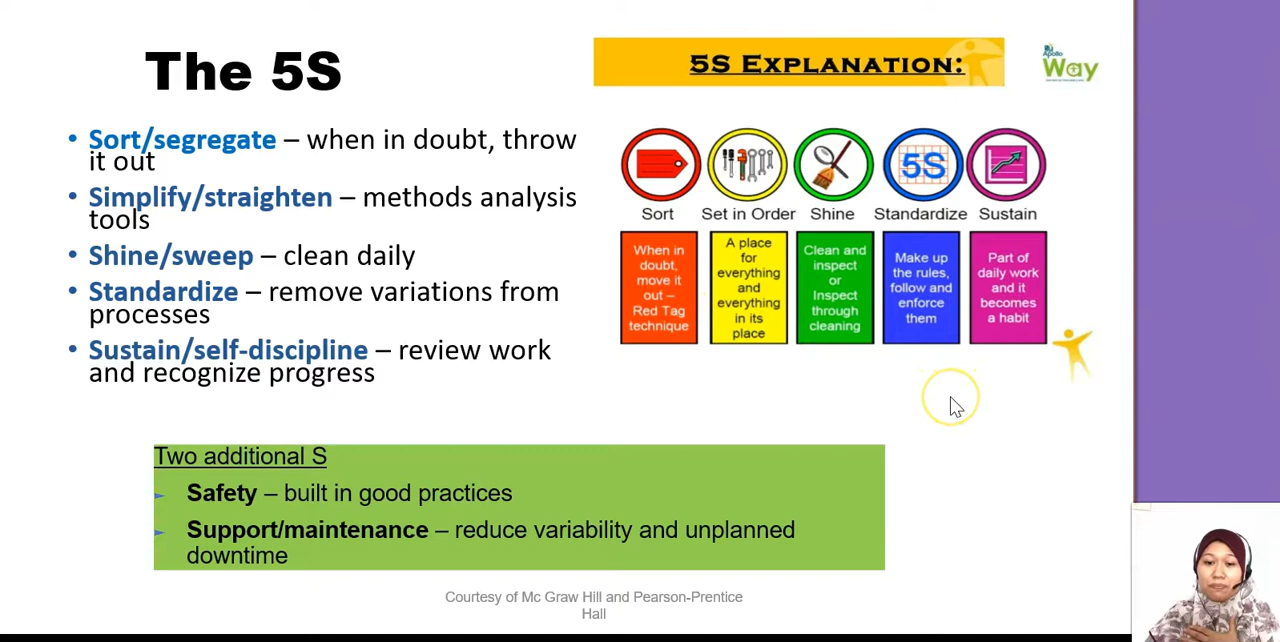 The 5S
• Sort/segregate – when in doubt, throw
it out
• Simplify/straighten – methods analysis
tools
• Shine/sweep – clean daily
• Standardize – remove variations from
processes
• Sustain/self-discipline – review work
and recognize progress
5S EXPLANATION:
Apollo
Way
5S
Sort
Set in Order
Shine
Standardize
Sustain
When in
doubt,
move it
out –
Red Tag
technique
A place
for
everything
and
everything
in its
place
Clean and
inspect
or
Inspect
through
cleaning
Make up
the rules,
follow and
enforce
them
Part of
daily work
and it
becomes
a habit
Two additional S
Safety – built in good practices
Support/maintenance – reduce variability and unplanned
downtime
Courtesy of Mc Graw Hill and Pearson-Prentice
Hall